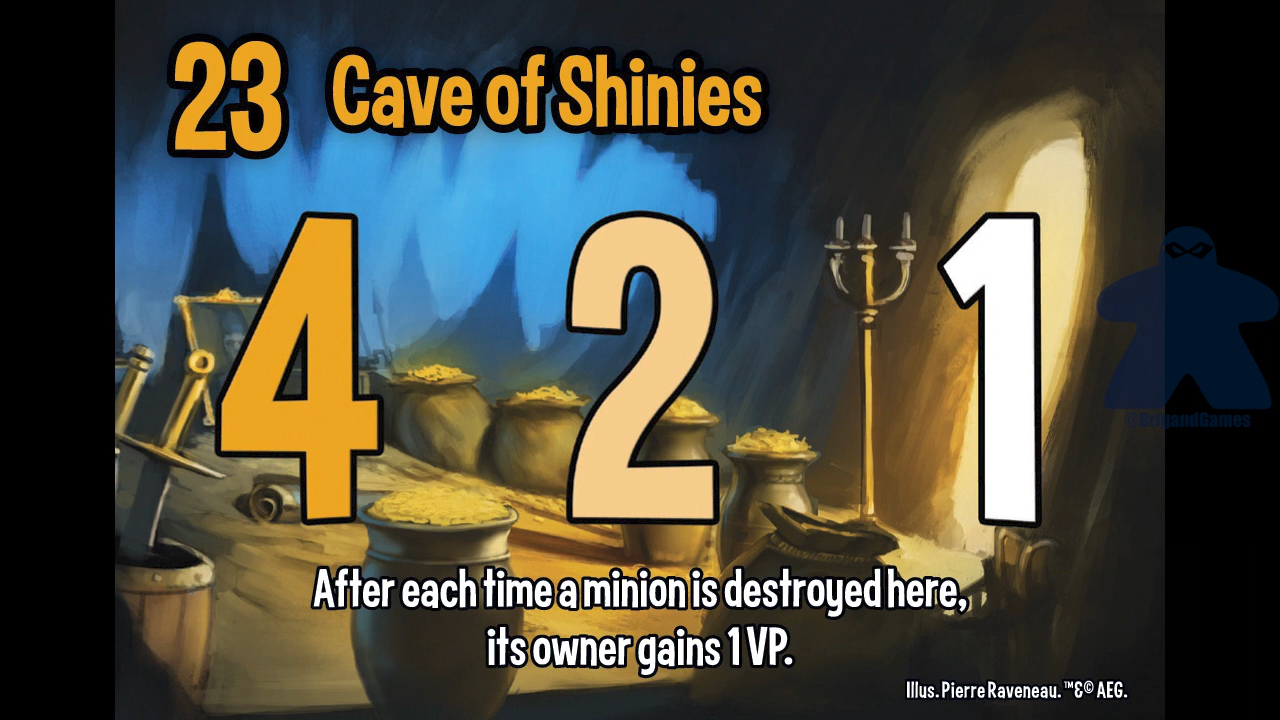 23 Cave of Shinies
4 2 1
After each time a minion is destroyed here,
its owner gains 1 VP.
Illus. Pierre Raveneau. ™&© AEG.